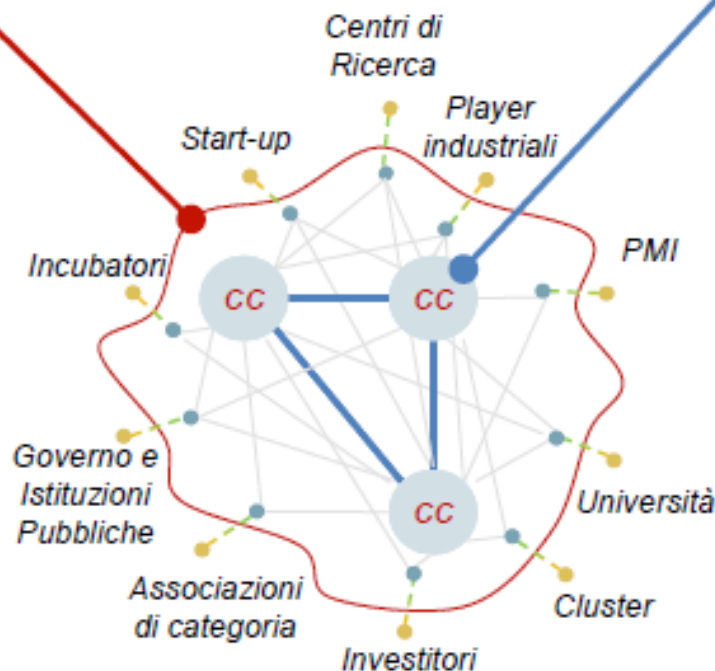 Centri di
Ricerca
Player
industriali
Start-up
PMI
Incubatori
CC
CC
Governo e
Istituzioni
Pubbliche
Università
CC
Associazioni
di categoria
Cluster
Investitori